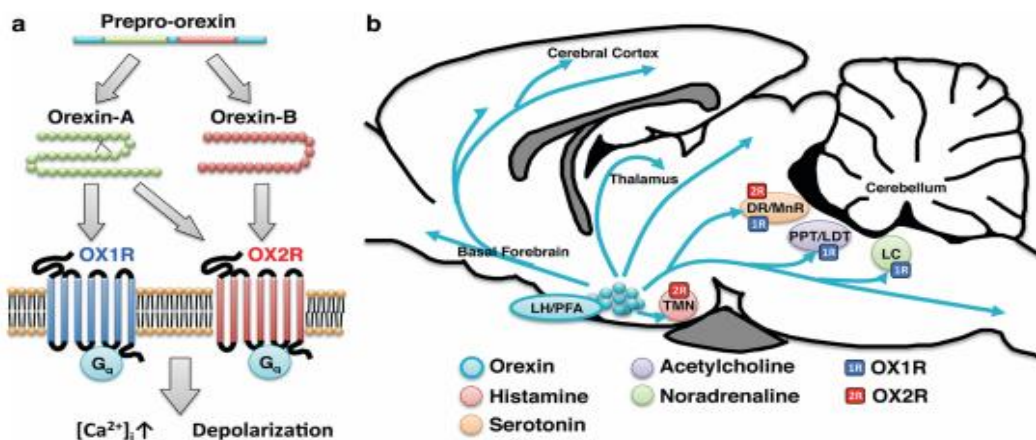 a
Prepro-orexin
Orexin-A
Orexin-B
OX1R
OX2R
Gq
Gq
[Ca²⁺]i↑
Depolarization
b
Cerebral Cortex
Thalamus
Basal Forebrain
Cerebellum
2R
DR/MnR
1R
PPT/LDT
1R
LC
1R
LH/PFA
2R
TMN
Orexin
Histamine
Serotonin
Acetylcholine
Noradrenaline
1R OX1R
2R OX2R